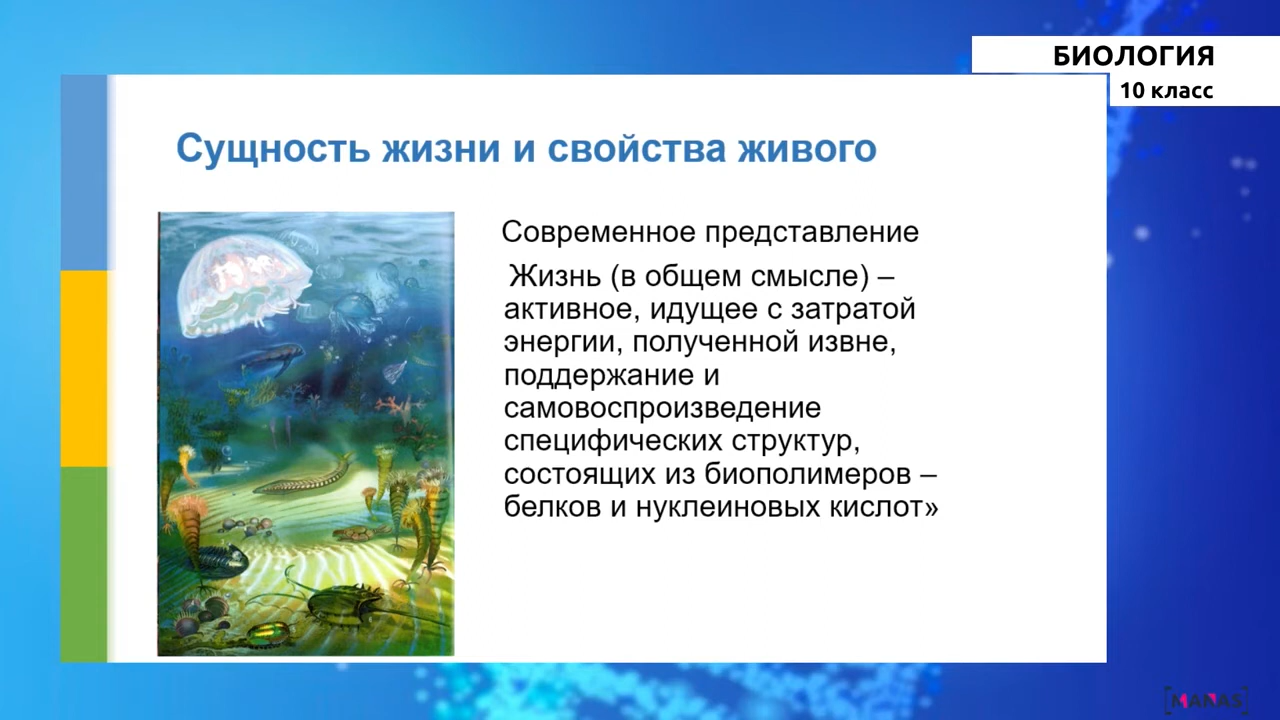 БИОЛОГИЯ
10 класс
Сущность жизни и свойства живого
Современное представление
Жизнь (в общем смысле) –
активное, идущее с затратой
энергии, полученной извне,
поддержание и
самовоспроизведение
специфических структур,
состоящих из биополимеров –
белков и нуклеиновых кислот»
MANAS